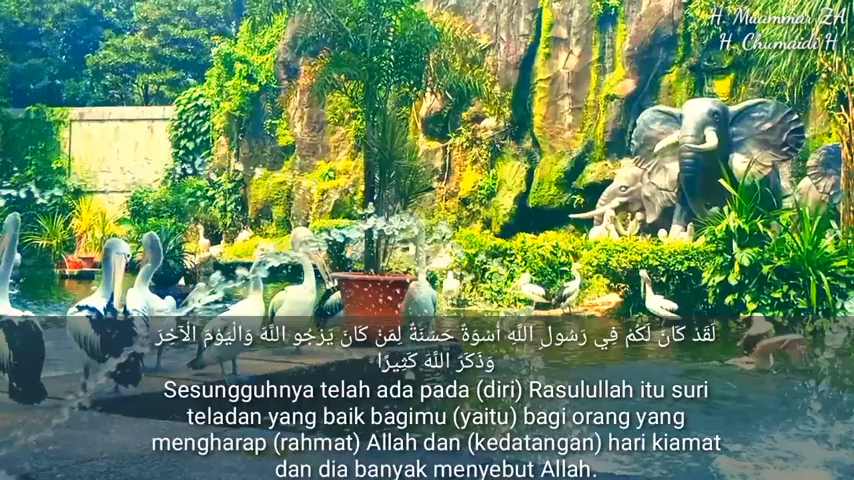 H. Muammar ZA
H. Chumaidi H
لَقَدْ كَانَ لَكُمْ فِي رَسُولِ اللَّهِ أُسْوَةٌ حَسَنَةٌ لِمَنْ كَانَ يَرْجُو اللَّهَ وَالْيَوْمَ الْآخِرَ
وَذَكَرَ اللَّهَ كَثِيرًا
Sesungguhnya telah ada pada (diri) Rasulullah itu suri
teladan yang baik bagimu (yaitu) bagi orang yang
mengharap (rahmat) Allah dan (kedatangan) hari kiamat
dan dia banyak menyebut Allah.